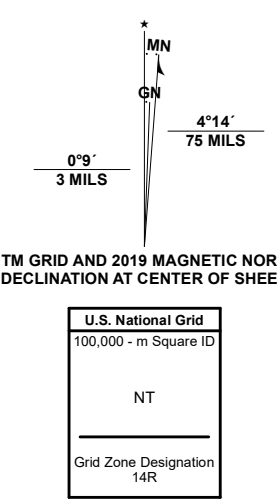 ★
MN
GN
4°14´
75 MILS
0°9´
3 MILS
TM GRID AND 2019 MAGNETIC NOR
DECLINATION AT CENTER OF SHEE
U.S. National Grid
100,000 - m Square ID
NT
Grid Zone Designation
14R